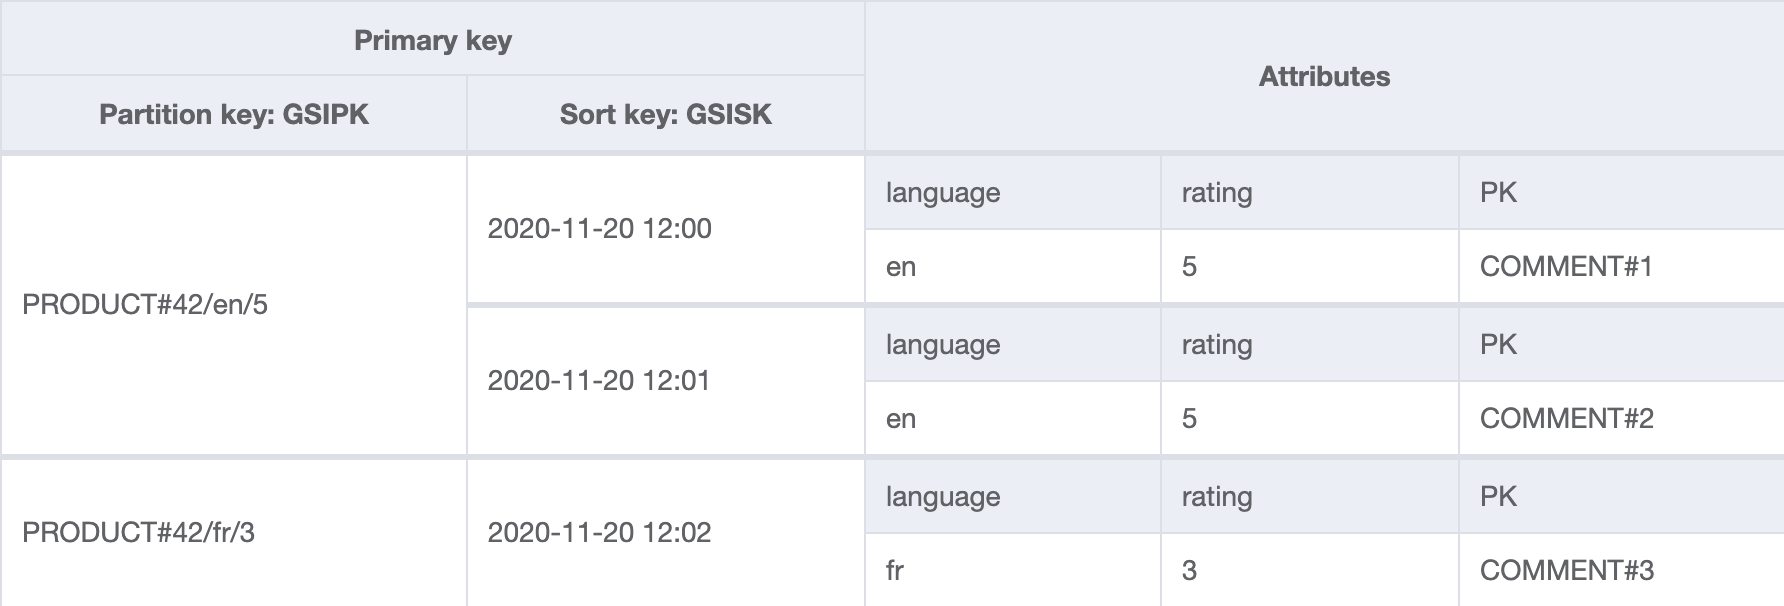 Primary key
Attributes
Partition key: GSIPK
Sort key: GSISK
PRODUCT#42/en/5
2020-11-20 12:00
language
rating
PK
en
5
COMMENT#1
2020-11-20 12:01
language
rating
PK
en
5
COMMENT#2
PRODUCT#42/fr/3
2020-11-20 12:02
language
rating
PK
fr
3
COMMENT#3